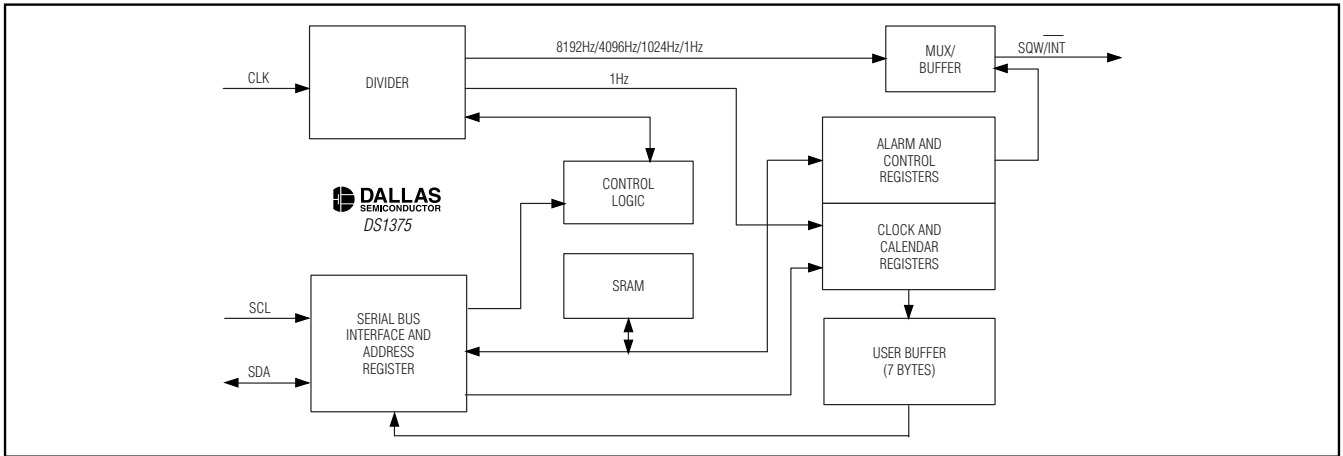 8192Hz/4096Hz/1024Hz/1Hz
MUX/
BUFFER
SQW/INT
CLK
DIVIDER
1Hz
ALARM AND
CONTROL
REGISTERS
CONTROL
LOGIC
DALLAS
SEMICONDUCTOR
DS1375
CLOCK AND
CALENDAR
REGISTERS
SRAM
SCL
SERIAL BUS
INTERFACE AND
ADDRESS
REGISTER
SDA
USER BUFFER
(7 BYTES)